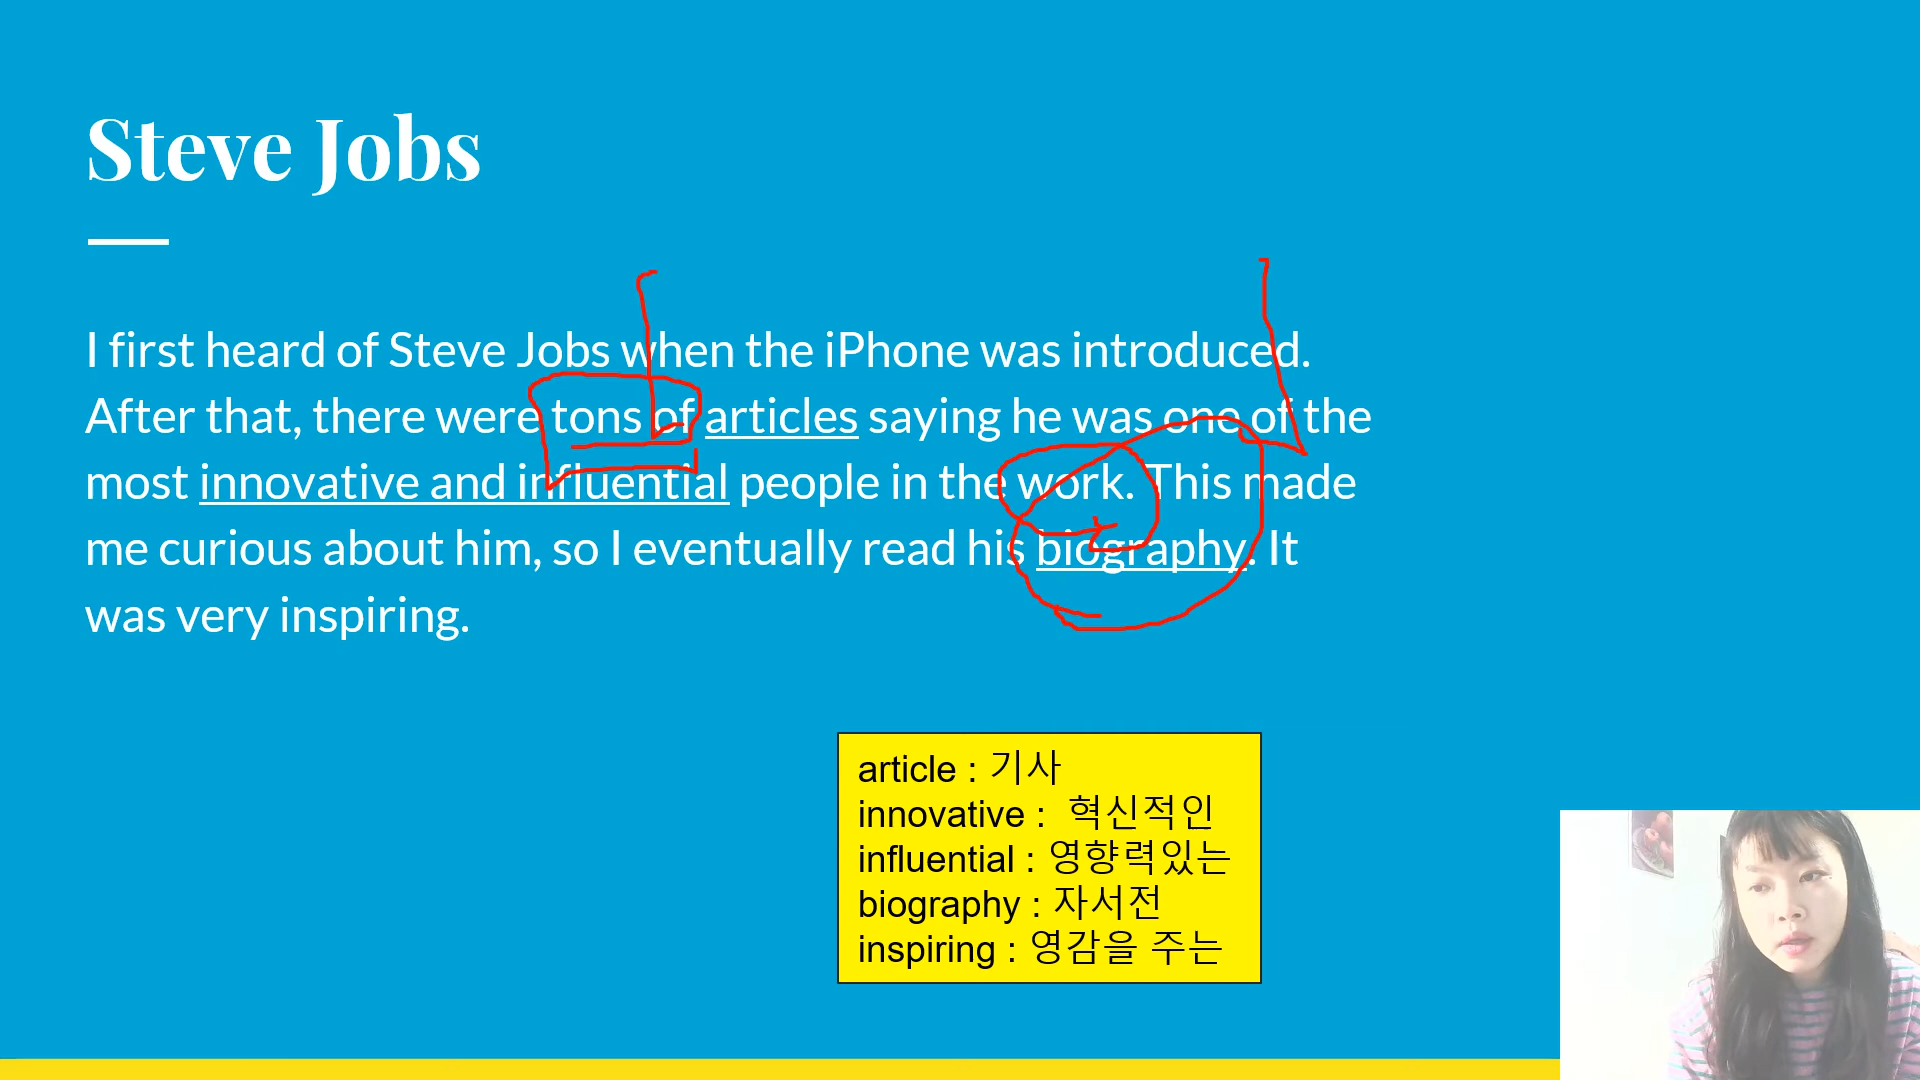 Steve Jobs
I first heard of Steve Jobs when the iPhone was introduced.
After that, there were tons of articles saying he was one of the
most innovative and influential people in the work. This made
me curious about him, so I eventually read his biography. It
was very inspiring.
article : 기사
innovative :  혁신적인
influential : 영향력있는
biography : 자서전
inspiring : 영감을 주는